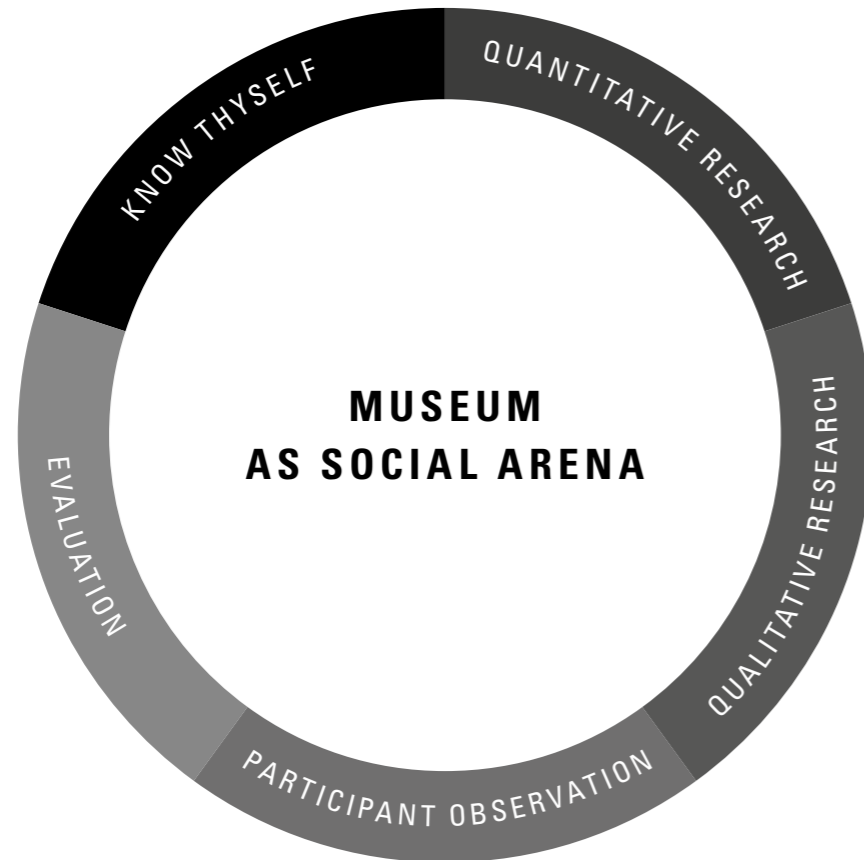 KNOW THYSELF
QUANTITATIVE RESEARCH
QUALITATIVE RESEARCH
PARTICIPANT OBSERVATION
EVALUATION
MUSEUM
AS SOCIAL ARENA